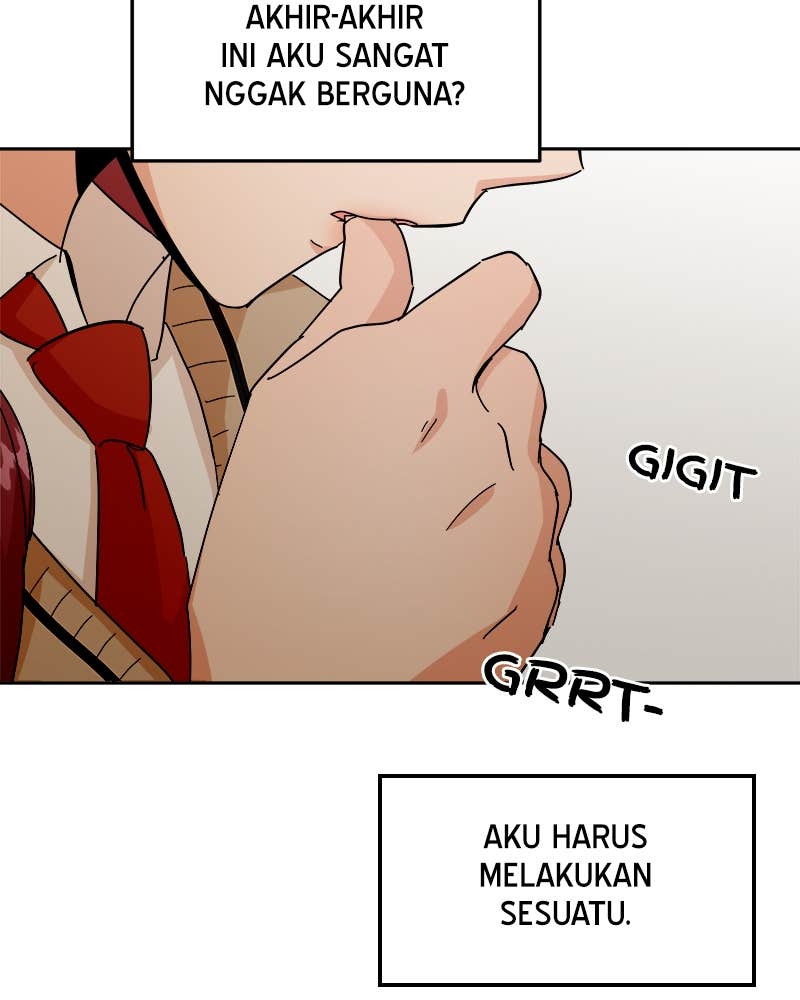 AKHIR-AKHIR
INI AKU SANGAT
NGGAK BERGUNA?
GIGIT
GRRT-
AKU HARUS
MELAKUKAN
SESUATU.